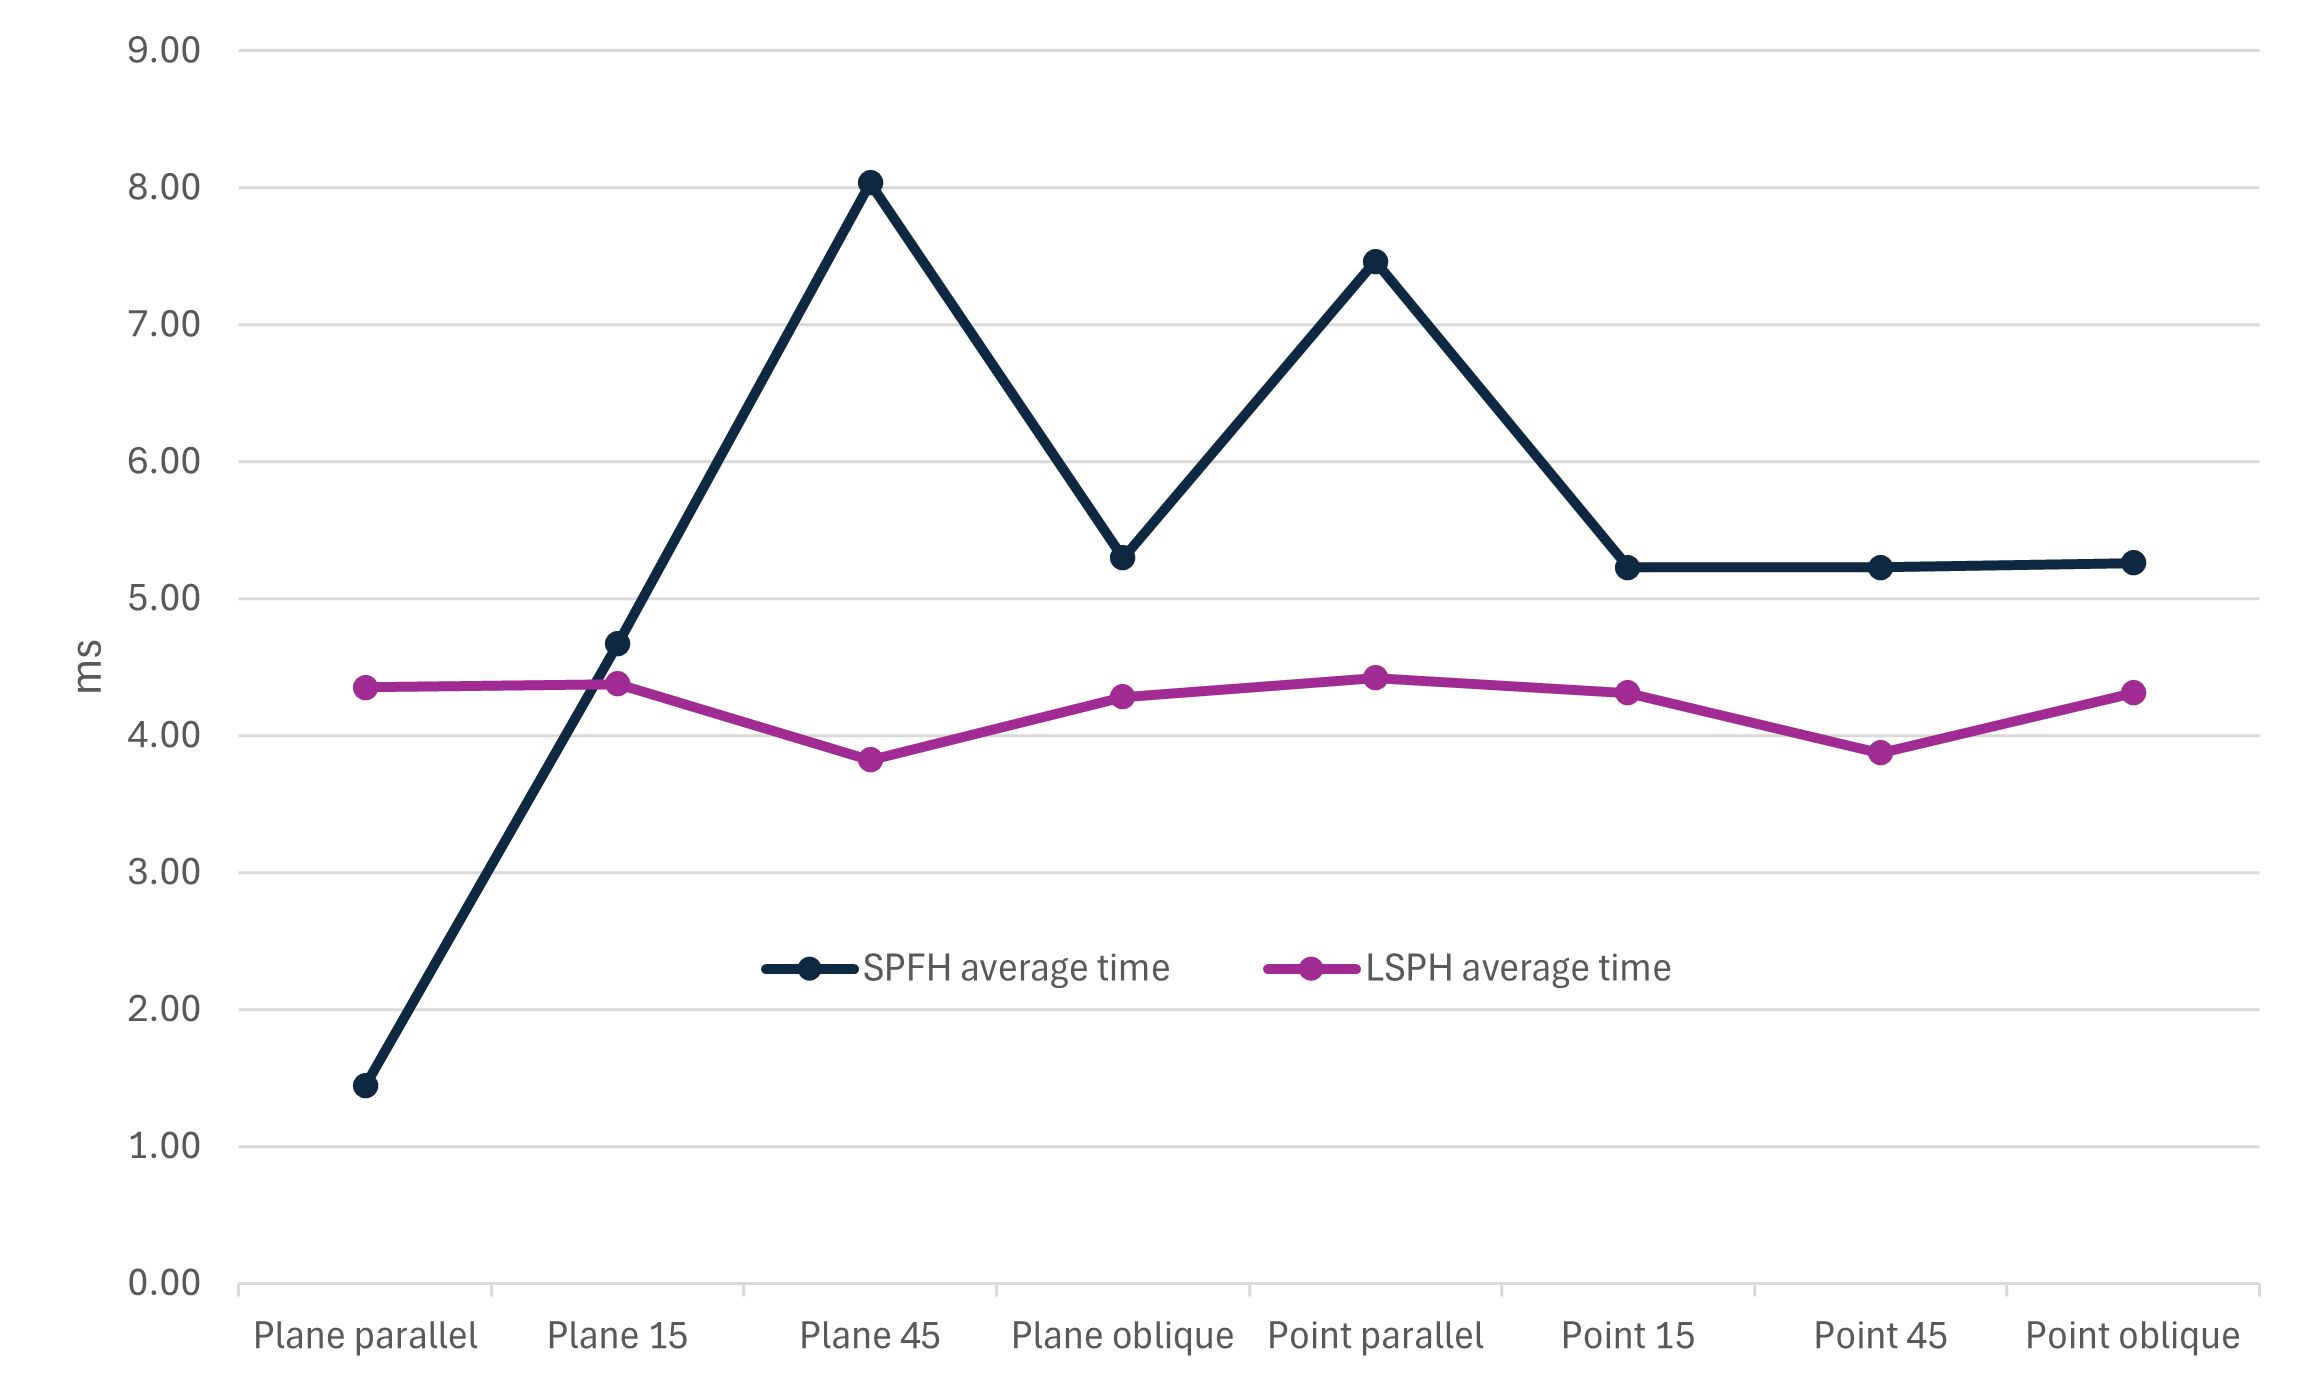 9.00
8.00
7.00
6.00
5.00
4.00
3.00
2.00
1.00
0.00
ms
SPFH average time
LSPH average time
Plane parallel
Plane 15
Plane 45
Plane oblique
Point parallel
Point 15
Point 45
Point oblique